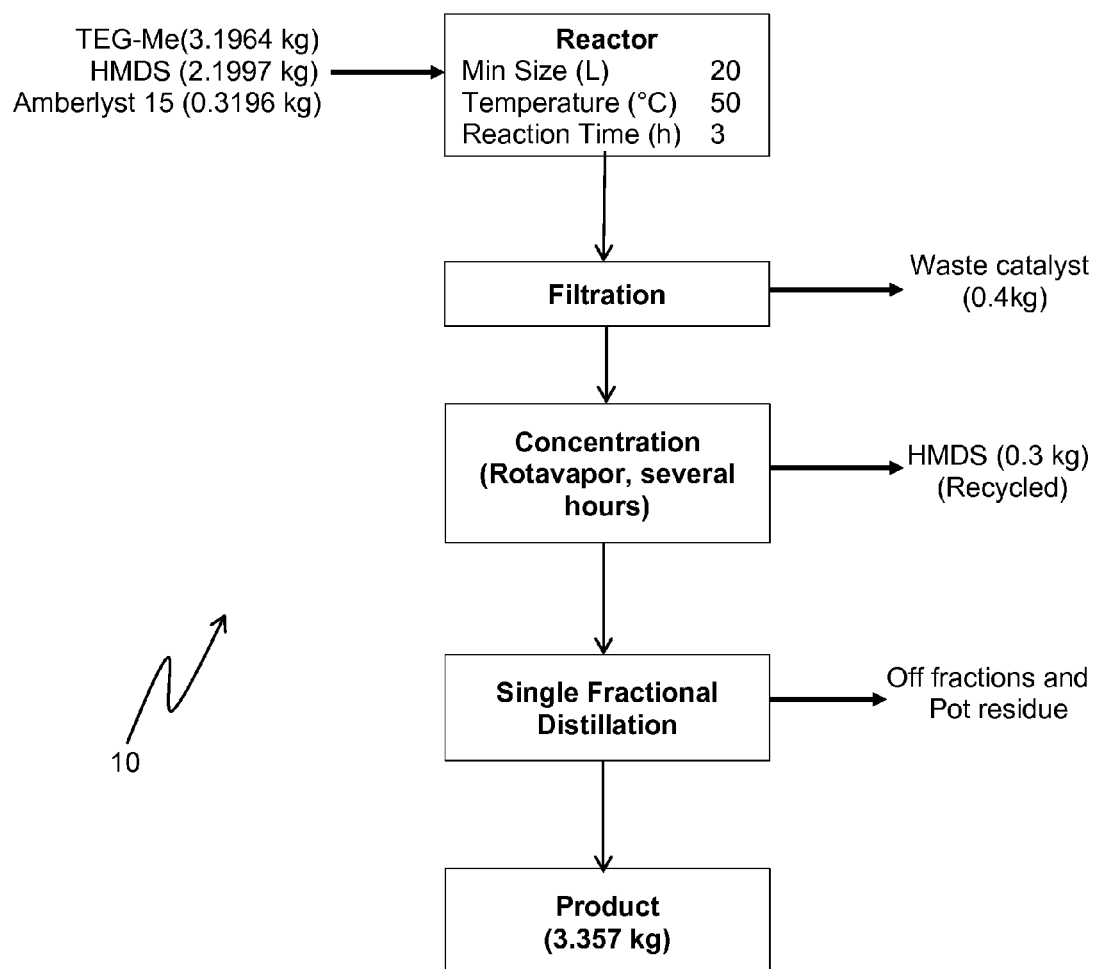 TEG-Me(3.1964 kg)
HMDS (2.1997 kg)
Amberlyst 15 (0.3196 kg)
Reactor
Min Size (L) 20
Temperature (°C) 50
Reaction Time (h) 3
Filtration
Waste catalyst
(0.4kg)
Concentration
(Rotavapor, several
hours)
HMDS (0.3 kg)
(Recycled)
Single Fractional
Distillation
Off fractions and
Pot residue
10
Product
(3.357 kg)